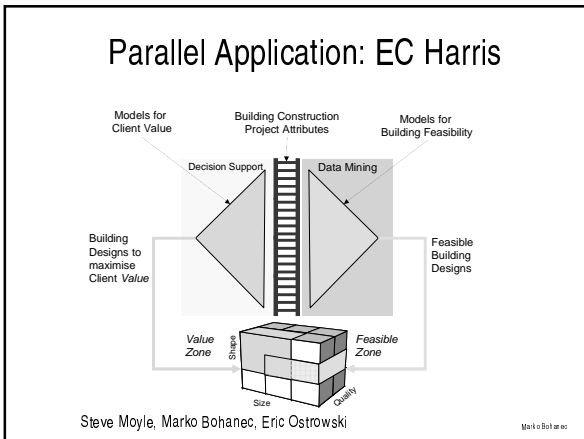 Parallel Application: EC Harris
Models for
Client Value
Building Construction
Project Attributes
Models for
Building Feasibility
Decision Support
Data Mining
Building
Designs to
maximise
Client Value
Feasible
Building
Designs
Value
Zone
Shape
Feasible
Zone
Size
Quality
Steve Moyle, Marko Bohanec, Eric Ostrowski
Marko Bohanec